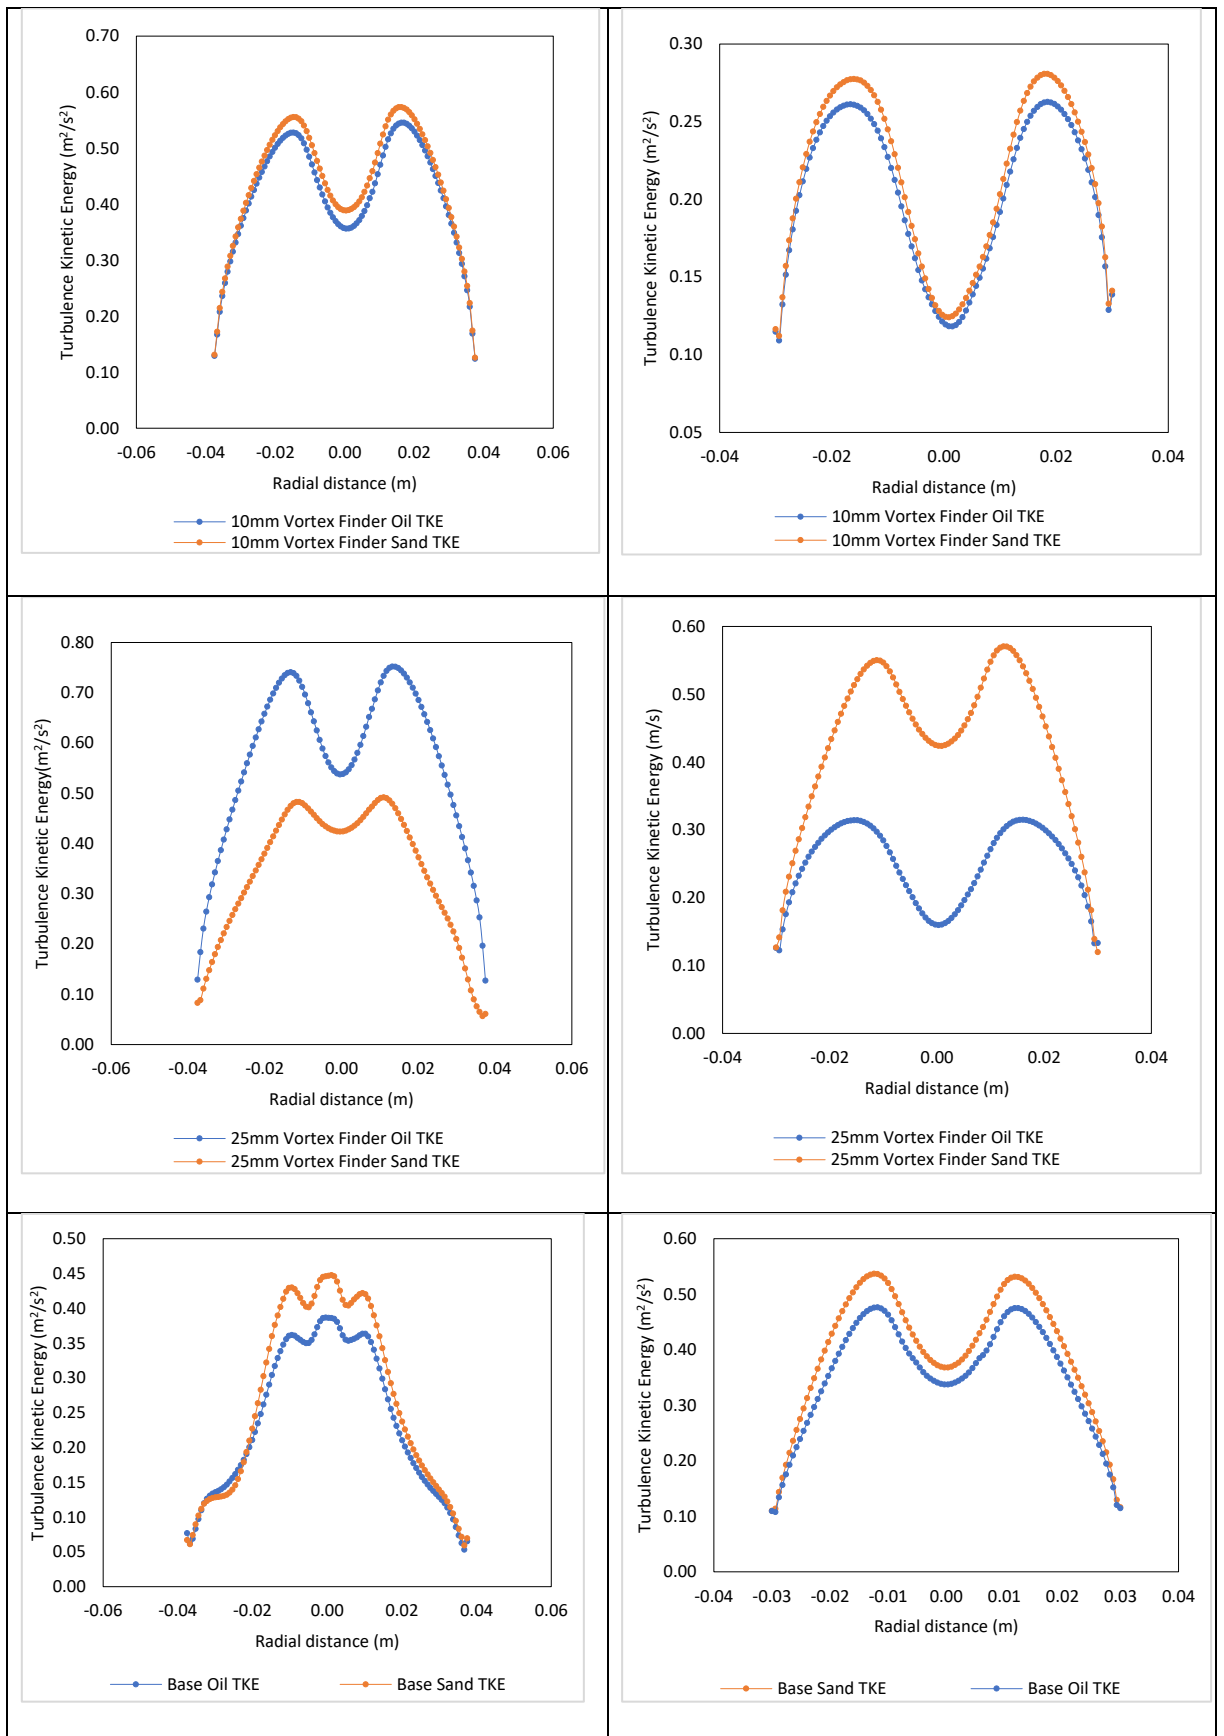 0.70
0.60
0.50
0.40
0.30
0.20
0.10
0.00
-0.06 -0.04 -0.02 0.00 0.02 0.04 0.06
Turbulence Kinetic Energy (m²/s²)
Radial distance (m)
10mm Vortex Finder Oil TKE
10mm Vortex Finder Sand TKE
0.30
0.25
0.20
0.15
0.10
0.05
-0.04 -0.02 0.00 0.02 0.04
Turbulence Kinetic Energy (m²/s²)
Radial distance (m)
10mm Vortex Finder Oil TKE
10mm Vortex Finder Sand TKE
0.80
0.70
0.60
0.50
0.40
0.30
0.20
0.10
0.00
-0.06 -0.04 -0.02 0.00 0.02 0.04 0.06
Turbulence Kinetic Energy(m²/s²)
Radial distance (m)
25mm Vortex Finder Oil TKE
25mm Vortex Finder Sand TKE
0.60
0.50
0.40
0.30
0.20
0.10
0.00
-0.04 -0.02 0.00 0.02 0.04
Turbulence Kinetic Energy (m/s)
Radial distance (m)
25mm Vortex Finder Oil TKE
25mm Vortex Finder Sand TKE
0.50
0.45
0.40
0.35
0.30
0.25
0.20
0.15
0.10
0.05
0.00
-0.06 -0.04 -0.02 0.00 0.02 0.04 0.06
Turbulence Kinetic Energy (m²/s²)
Radial distance (m)
Base Oil TKE Base Sand TKE
0.60
0.50
0.40
0.30
0.20
0.10
0.00
-0.04 -0.03 -0.02 -0.01 0.00 0.01 0.02 0.03 0.04
Turbulence Kinetic Energy (m²/s²)
Radial distance (m)
Base Sand TKE Base Oil TKE